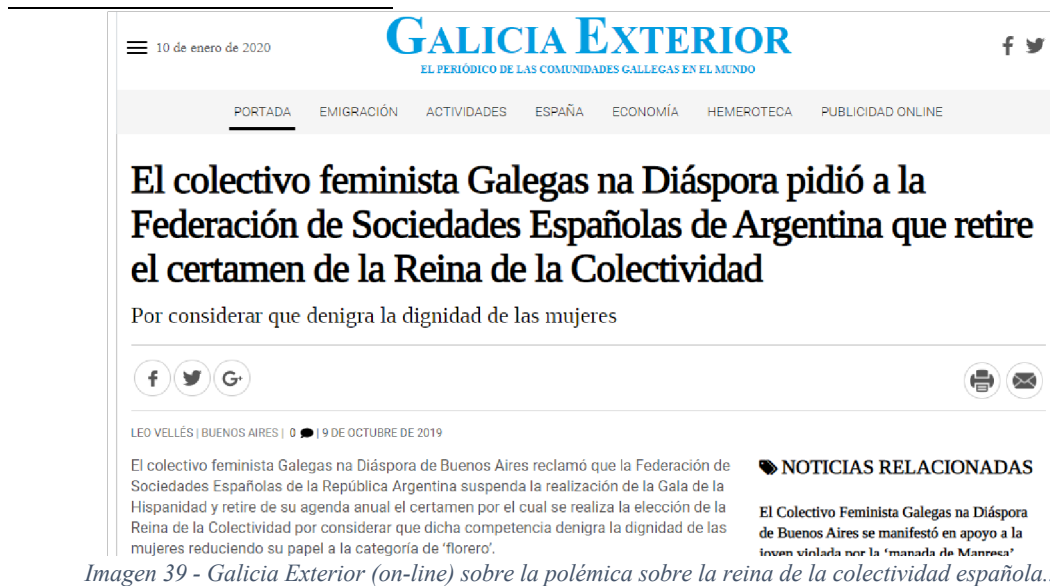 10 de enero de 2020
GALICIA EXTERIOR
EL PERIÓDICO DE LAS COMUNIDADES GALLEGAS EN EL MUNDO
PORTADA EMIGRACIÓN ACTIVIDADES ESPAÑA ECONOMÍA HEMEROTECA PUBLICIDAD ONLINE
El colectivo feminista Galegas na Diáspora pidió a la
Federación de Sociedades Españolas de Argentina que retire
el certamen de la Reina de la Colectividad
Por considerar que denigra la dignidad de las mujeres
LEO VELLÉS | BUENOS AIRES | 0 | 9 DE OCTUBRE DE 2019
El colectivo feminista Galegas na Diáspora de Buenos Aires reclamó que la Federación de
Sociedades Españolas de la República Argentina suspenda la realización de la Gala de la
Hispanidad y retire de su agenda anual el certamen por el cual se realiza la elección de la
Reina de la Colectividad por considerar que dicha competencia denigra la dignidad de las
mujeres reduciendo su papel a la categoría de ‘florero’.
NOTICIAS RELACIONADAS
El Colectivo Feminista Galegas na Diáspora
de Buenos Aires se manifestó en apoyo a la
joven violada por la ‘manada de Manresa’
Imagen 39 - Galicia Exterior (on-line) sobre la polémica sobre la reina de la colectividad española.